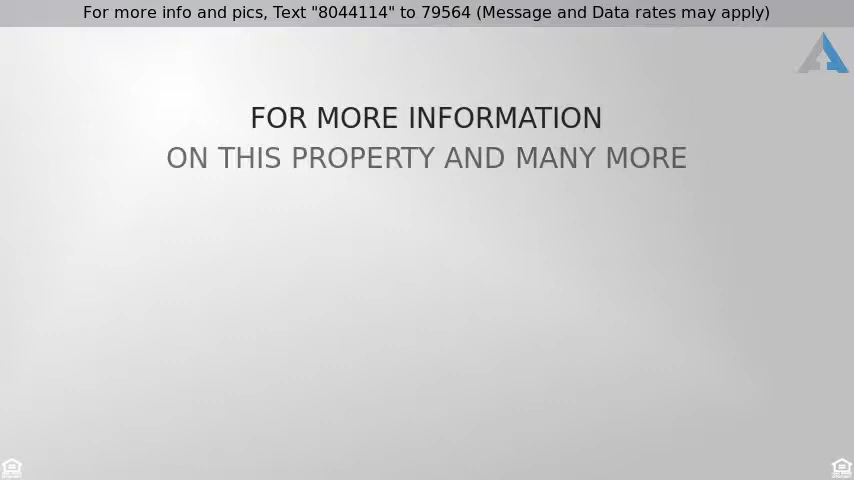 For more info and pics, Text "8044114" to 79564 (Message and Data rates may apply)
FOR MORE INFORMATION
ON THIS PROPERTY AND MANY MORE